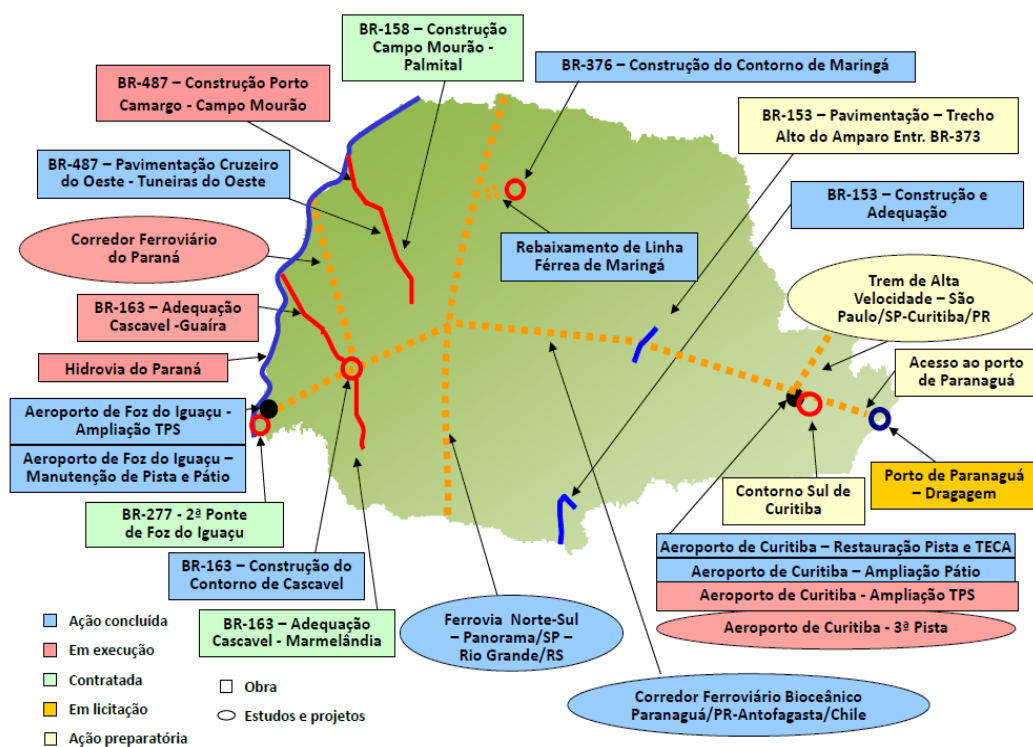 BR-158 – Construção
Campo Mourão -
Palmital
BR-376 – Construção do Contorno de Maringá
BR-487 – Construção Porto
Camargo - Campo Mourão
BR-153 – Pavimentação – Trecho
Alto do Amparo Entr. BR-373
BR-487 – Pavimentação Cruzeiro
do Oeste - Tuneiras do Oeste
BR-153 – Construção e
Adequação
Corredor Ferroviário
do Paraná
Rebaixamento de Linha
Férrea de Maringá
Trem de Alta
Velocidade – São
Paulo/SP-Curitiba/PR
BR-163 – Adequação
Cascavel -Guaíra
Hidrovia do Paraná
Acesso ao porto
de Paranaguá
Aeroporto de Foz do Iguaçu -
Ampliação TPS
Aeroporto de Foz do Iguaçu –
Manutenção de Pista e Pátio
Porto de Paranaguá
– Dragagem
Contorno Sul de
Curitiba
BR-277 - 2ª Ponte
de Foz do Iguaçu
BR-163 – Construção do
Contorno de Cascavel
Aeroporto de Curitiba – Restauração Pista e TECA
Aeroporto de Curitiba – Ampliação Pátio
Aeroporto de Curitiba - Ampliação TPS
Aeroporto de Curitiba - 3ª Pista
BR-163 – Adequação
Cascavel - Marmelândia
Ferrovia Norte-Sul
– Panorama/SP –
Rio Grande/RS
Corredor Ferroviário Bioceânico
Paranaguá/PR-Antofagasta/Chile
Ação concluída
Em execução
Contratada
Em licitação
Ação preparatória
Obra
Estudos e projetos